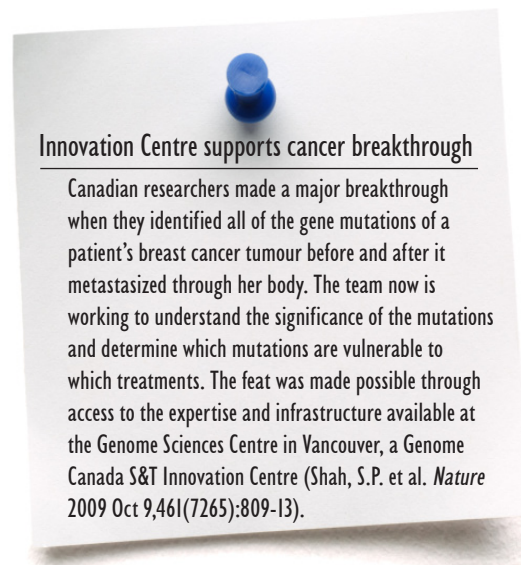 Innovation Centre supports cancer breakthrough
Canadian researchers made a major breakthrough
when they identified all of the gene mutations of a
patient's breast cancer tumour before and after it
metastasized through her body. The team now is
working to understand the significance of the mutations
and determine which mutations are vulnerable to
which treatments. The feat was made possible through
access to the expertise and infrastructure available at
the Genome Sciences Centre in Vancouver, a Genome
Canada S&T Innovation Centre (Shah, S.P. et al. Nature
2009 Oct 9,461(7265):809-13).